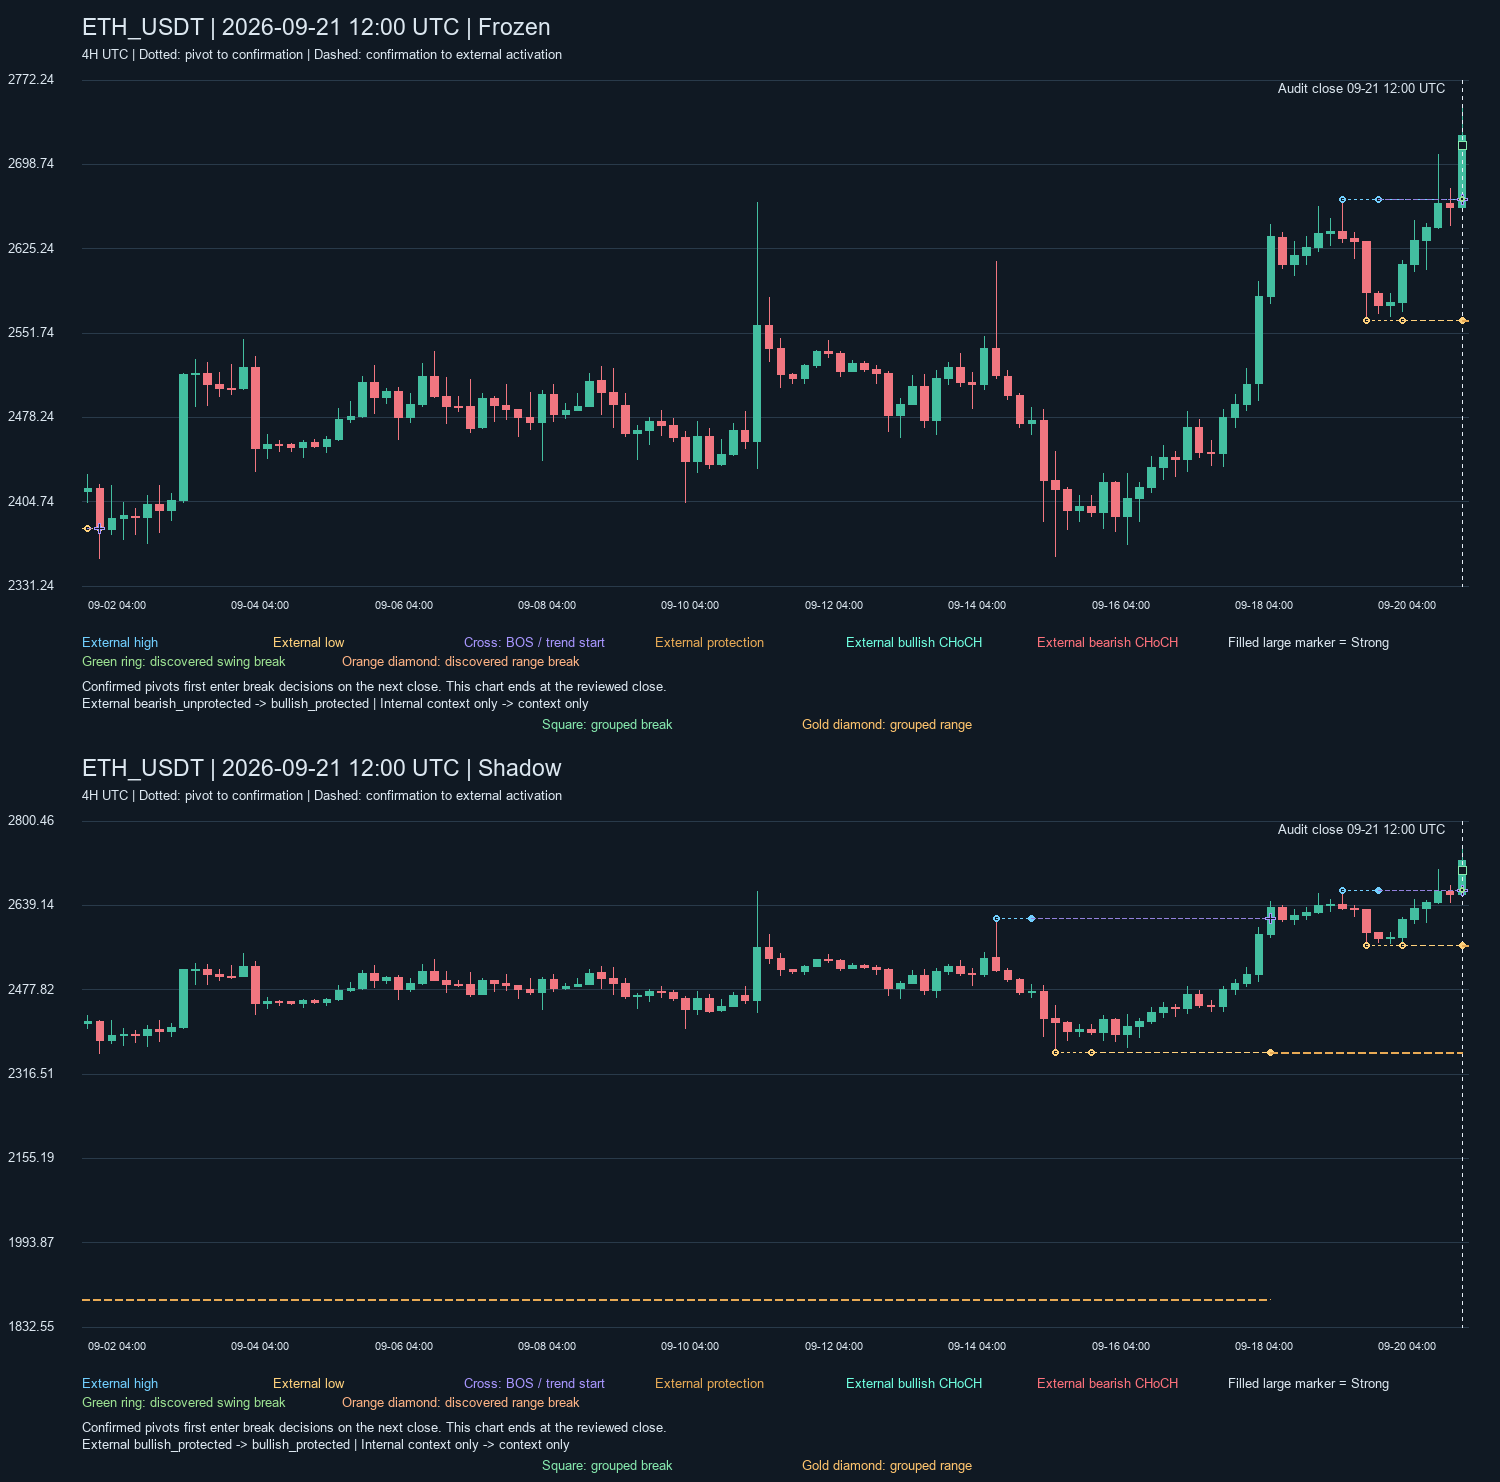 ETH_USDT | 2026-09-21 12:00 UTC | Frozen
4H UTC | Dotted: pivot to confirmation | Dashed: confirmation to external activation
2772.24
Audit close 09-21 12:00 UTC
2698.74
2625.24
2551.74
2478.24
2404.74
2331.24
09-02 04:00 09-04 04:00 09-06 04:00 09-08 04:00 09-10 04:00 09-12 04:00 09-14 04:00 09-16 04:00 09-18 04:00 09-20 04:00
External high External low Cross: BOS / trend start External protection External bullish CHoCH External bearish CHoCH Filled large marker = Strong
Green ring: discovered swing break Orange diamond: discovered range break
Confirmed pivots first enter break decisions on the next close. This chart ends at the reviewed close.
External bearish_unprotected -> bullish_protected | Internal context only -> context only
Square: grouped break Gold diamond: grouped range
ETH_USDT | 2026-09-21 12:00 UTC | Shadow
4H UTC | Dotted: pivot to confirmation | Dashed: confirmation to external activation
2800.46
Audit close 09-21 12:00 UTC
2639.14
2477.82
2316.51
2155.19
1993.87
1832.55
09-02 04:00 09-04 04:00 09-06 04:00 09-08 04:00 09-10 04:00 09-12 04:00 09-14 04:00 09-16 04:00 09-18 04:00 09-20 04:00
External high External low Cross: BOS / trend start External protection External bullish CHoCH External bearish CHoCH Filled large marker = Strong
Green ring: discovered swing break Orange diamond: discovered range break
Confirmed pivots first enter break decisions on the next close. This chart ends at the reviewed close.
External bullish_protected -> bullish_protected | Internal context only -> context only
Square: grouped break Gold diamond: grouped range